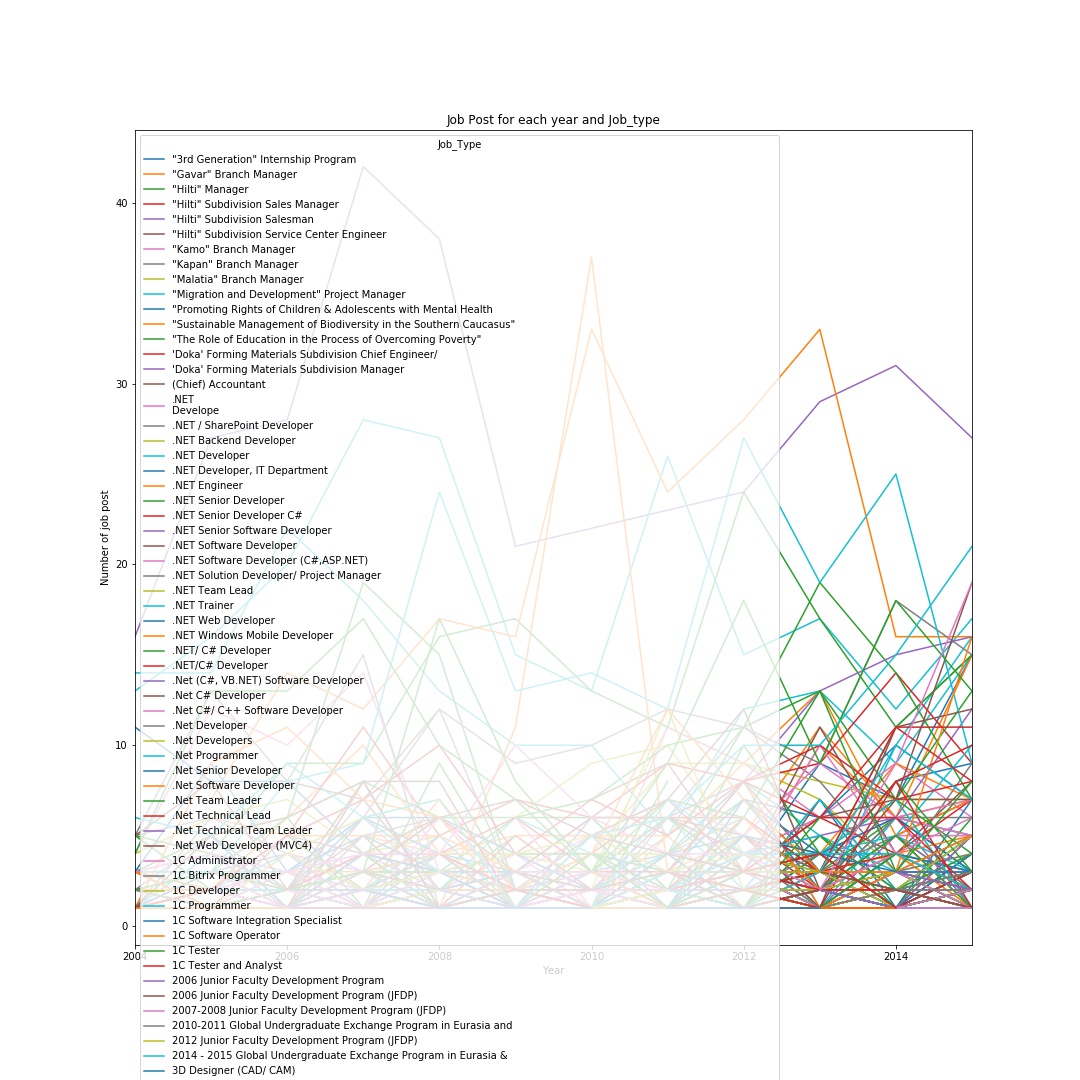 Job Post for each year and Job_type
Job_Type
"3rd Generation" Internship Program
"Gavar" Branch Manager
"Hilti" Manager
"Hilti" Subdivision Sales Manager
"Hilti" Subdivision Salesman
"Hilti" Subdivision Service Center Engineer
"Kamo" Branch Manager
"Kapan" Branch Manager
"Malatia" Branch Manager
"Migration and Development" Project Manager
"Promoting Rights of Children & Adolescents with Mental Health
"Sustainable Management of Biodiversity in the Southern Caucasus"
"The Role of Education in the Process of Overcoming Poverty"
'Doka' Forming Materials Subdivision Chief Engineer/
'Doka' Forming Materials Subdivision Manager
(Chief) Accountant
.NET
Develope
.NET / SharePoint Developer
.NET Backend Developer
.NET Developer
.NET Developer, IT Department
.NET Engineer
.NET Senior Developer
.NET Senior Developer C#
.NET Senior Software Developer
.NET Software Developer
.NET Software Developer (C#,ASP.NET)
.NET Solution Developer/ Project Manager
.NET Team Lead
.NET Trainer
.NET Web Developer
.NET Windows Mobile Developer
.NET/ C# Developer
.NET/C# Developer
.Net (C#, VB.NET) Software Developer
.Net C# Developer
.Net C#/ C++ Software Developer
.Net Developer
.Net Developers
.Net Programmer
.Net Senior Developer
.Net Software Developer
.Net Team Leader
.Net Technical Lead
.Net Technical Team Leader
.Net Web Developer (MVC4)
1C Administrator
1C Bitrix Programmer
1C Developer
1C Programmer
1C Software Integration Specialist
1C Software Operator
1C Tester
1C Tester and Analyst
2006 Junior Faculty Development Program
2006 Junior Faculty Development Program (JFDP)
2007-2008 Junior Faculty Development Program (JFDP)
2010-2011 Global Undergraduate Exchange Program in Eurasia and
2012 Junior Faculty Development Program (JFDP)
2014 - 2015 Global Undergraduate Exchange Program in Eurasia &
3D Designer (CAD/ CAM)
Number of job post
40
30
20
10
0
2004
2006
2008
2010
2012
2014
Year